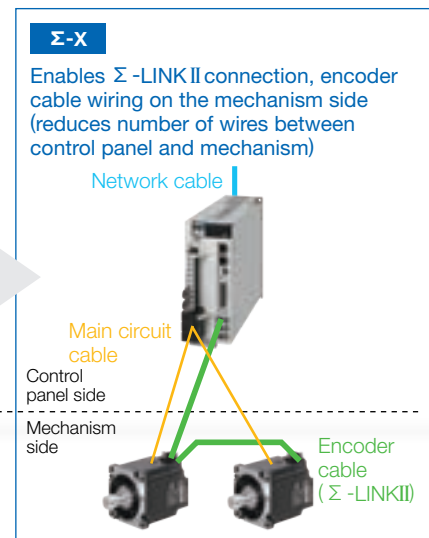 Σ-X
Enables Σ-LINKⅡ connection, encoder
cable wiring on the mechanism side
(reduces number of wires between
control panel and mechanism)
Network cable
Main circuit
cable
Control
panel side
Mechanism
side
Encoder
cable
(Σ-LINKⅡ)